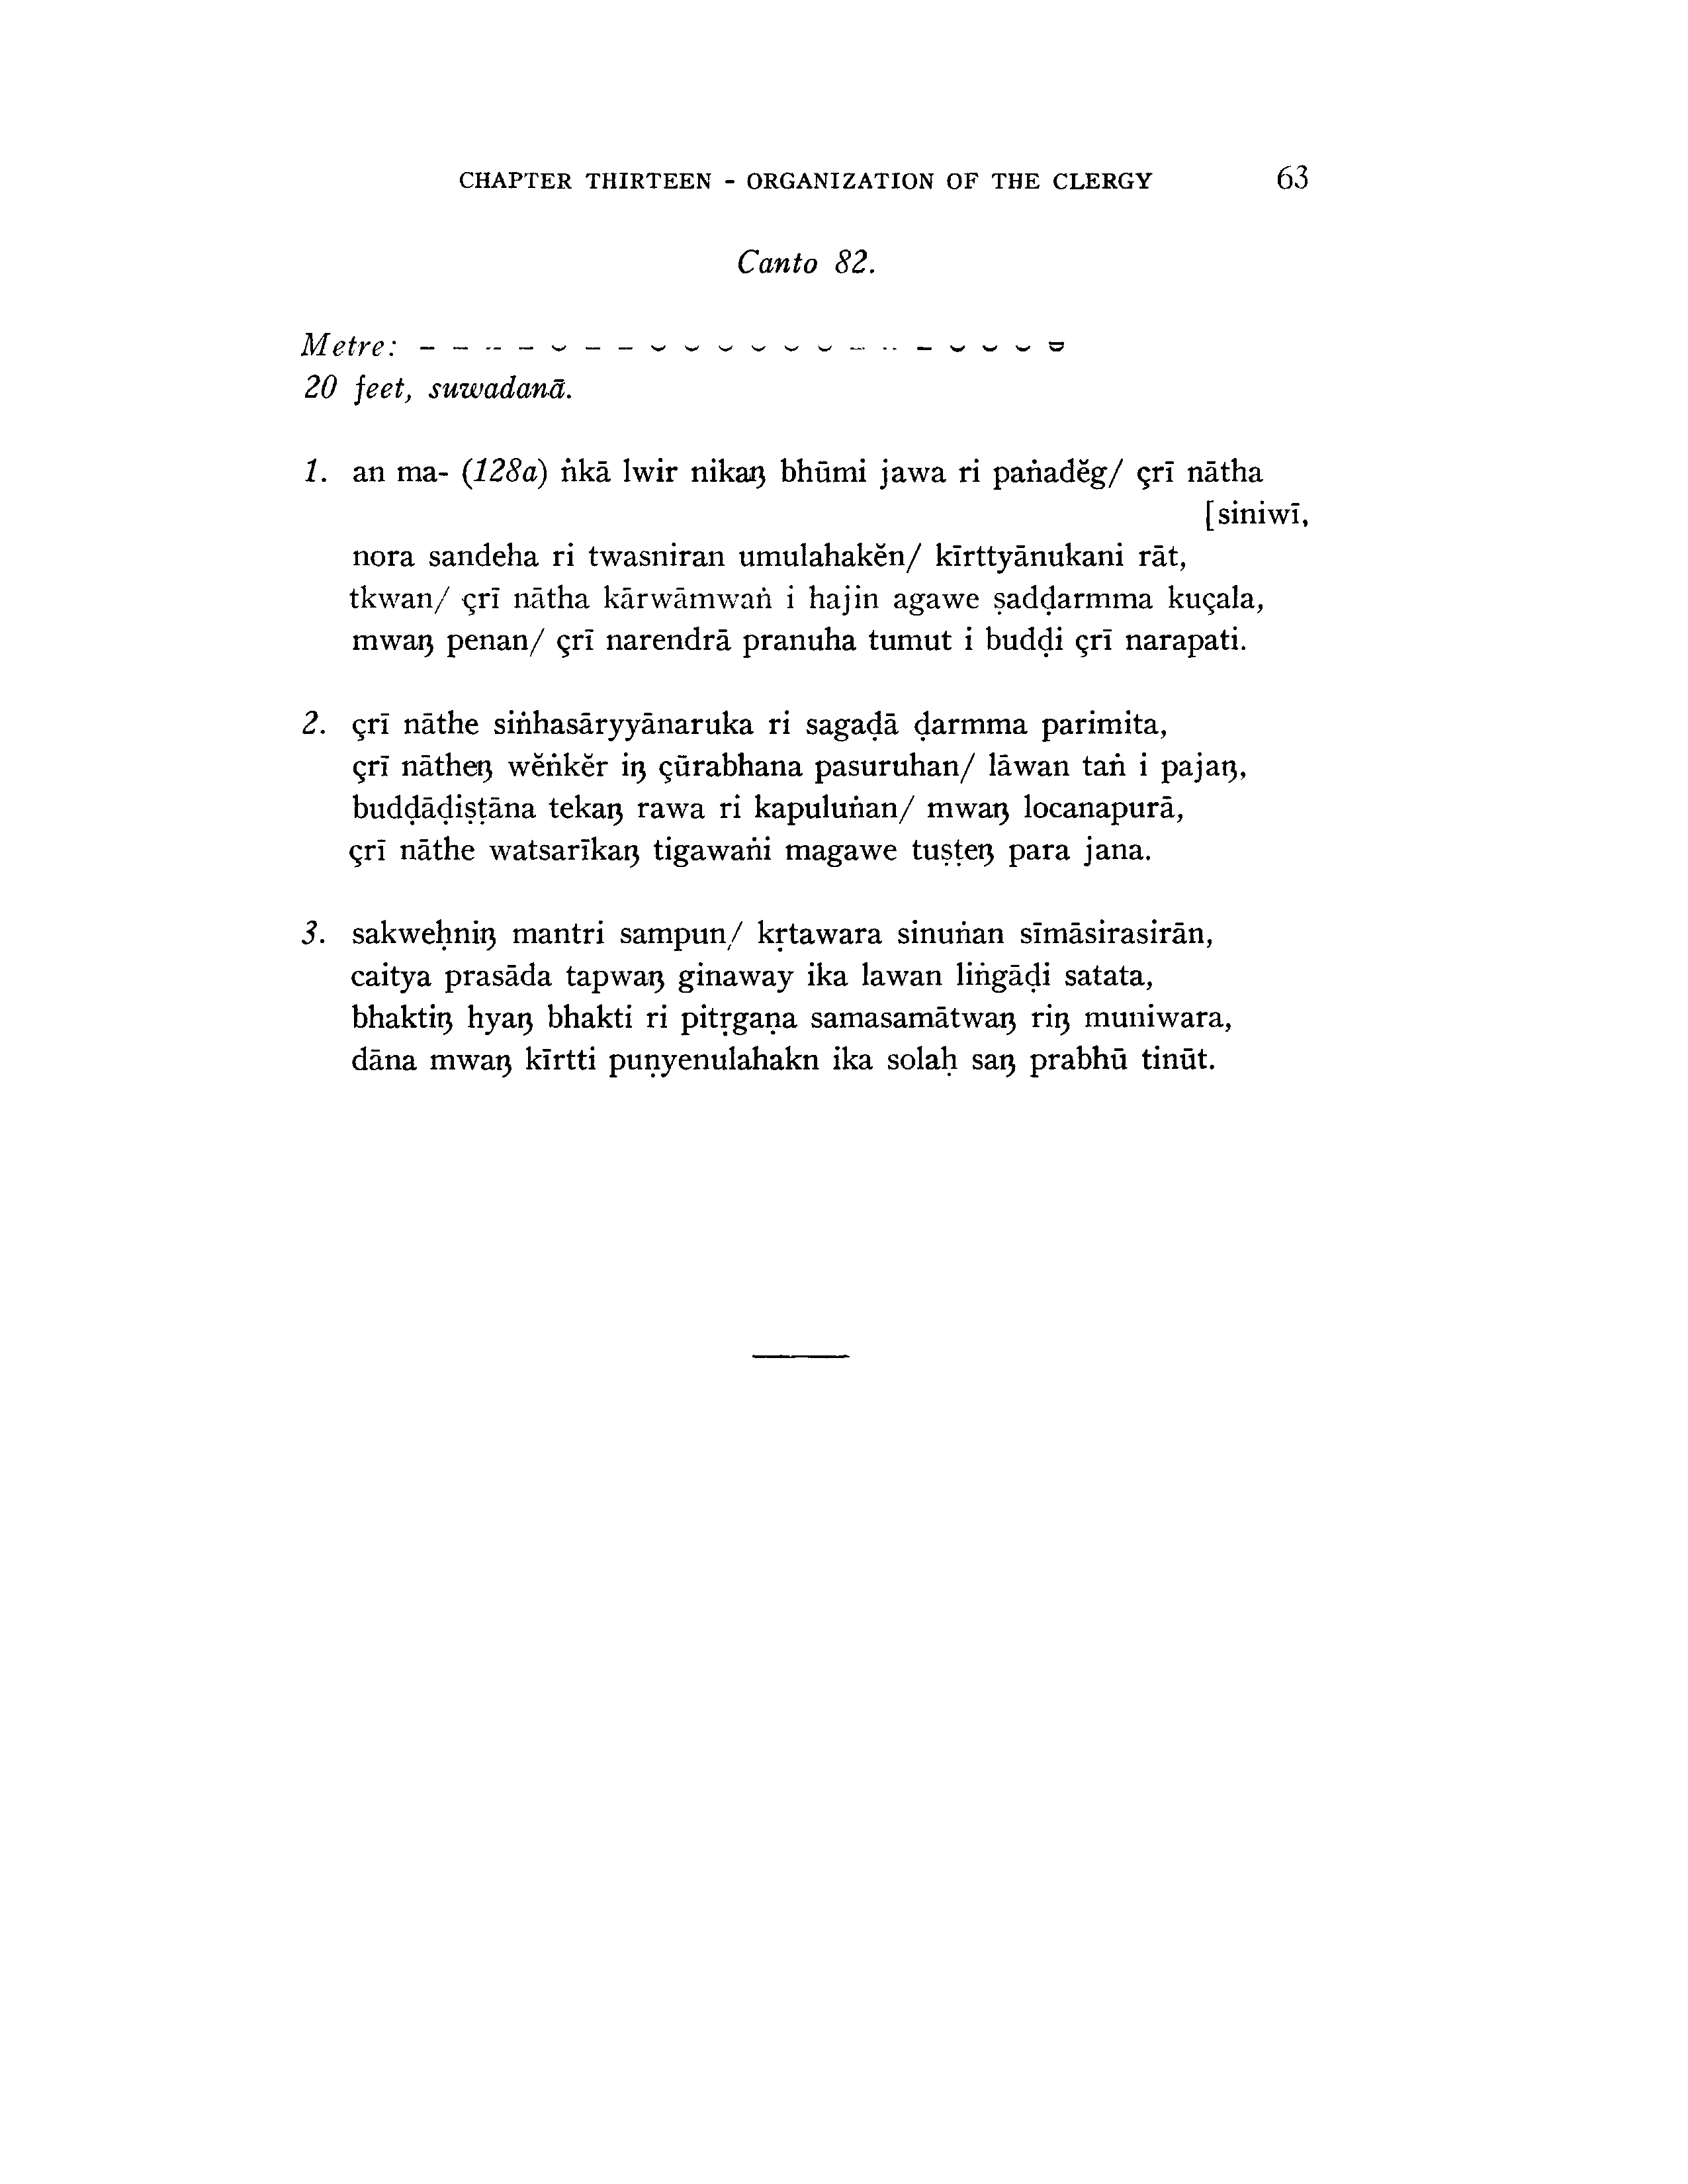 CHAPTER THIRTEEN - ORGANIZATION OF THE CLERGY 63
Canto 82.
Metre: – – – – ⏑ – – ⏑ ⏑ ⏑ ⏑ ⏑ ⏑ – – – ⏑ ⏑ ⏑ ⏓
20 feet, suwadanā.
1. an ma- (128a) ṅkā lwir nikaŋ bhūmi jawa ri paṅadĕg/ çrī nātha
[siniwī,
nora sandeha ri twasniran umulahakĕn/ kīrttyānukani rāt,
tkwan/ çrī nātha kārwāmwaṅ i hajin agawe ṣadḍarmma kuçala,
mwaŋ penan/ çrī narendrā pranuha tumut i budḍi çrī narapati.
2. çrī nāthe siṅhasāryyānaruka ri sagaḍā ḍarmma parimita,
çrī nātheŋ wĕṅkĕr iŋ çūrabhana pasuruhan/ lāwan taṅ i pajaŋ,
budḍāḍiṣṭāna tekaŋ rawa ri kapuluṅan/ mwaŋ locanapurā,
çrī nāthe watsarīkaŋ tigawaṅi magawe tuṣṭeŋ para jana.
3. sakweḥniŋ mantri sampun/ kṛtawara sinuṅan sīmāsirasirān,
caitya prasāda tapwaŋ ginaway ika lawan liṅgāḍi satata,
bhaktiŋ hyaŋ bhakti ri pitṛgaṇa samasamātwaŋ riŋ muniwara,
dāna mwaŋ kīrtti puṇyenulahakn ika solaḥ saŋ prabhū tinūt.